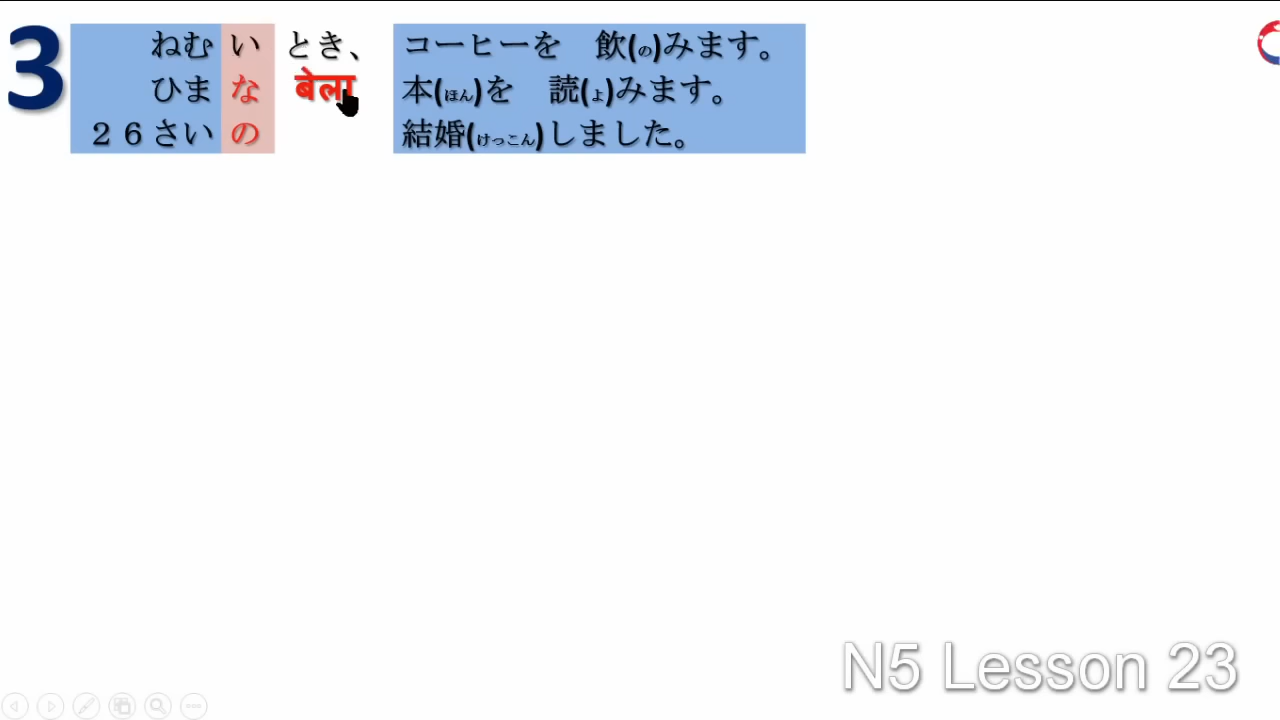 3
ねむい とき、 コーヒーを 飲(の)みます。
ひまな बेला 本(ほん)を 読(よ)みます。
２６さいの 結婚(けっこん)しました。
N5 Lesson 23